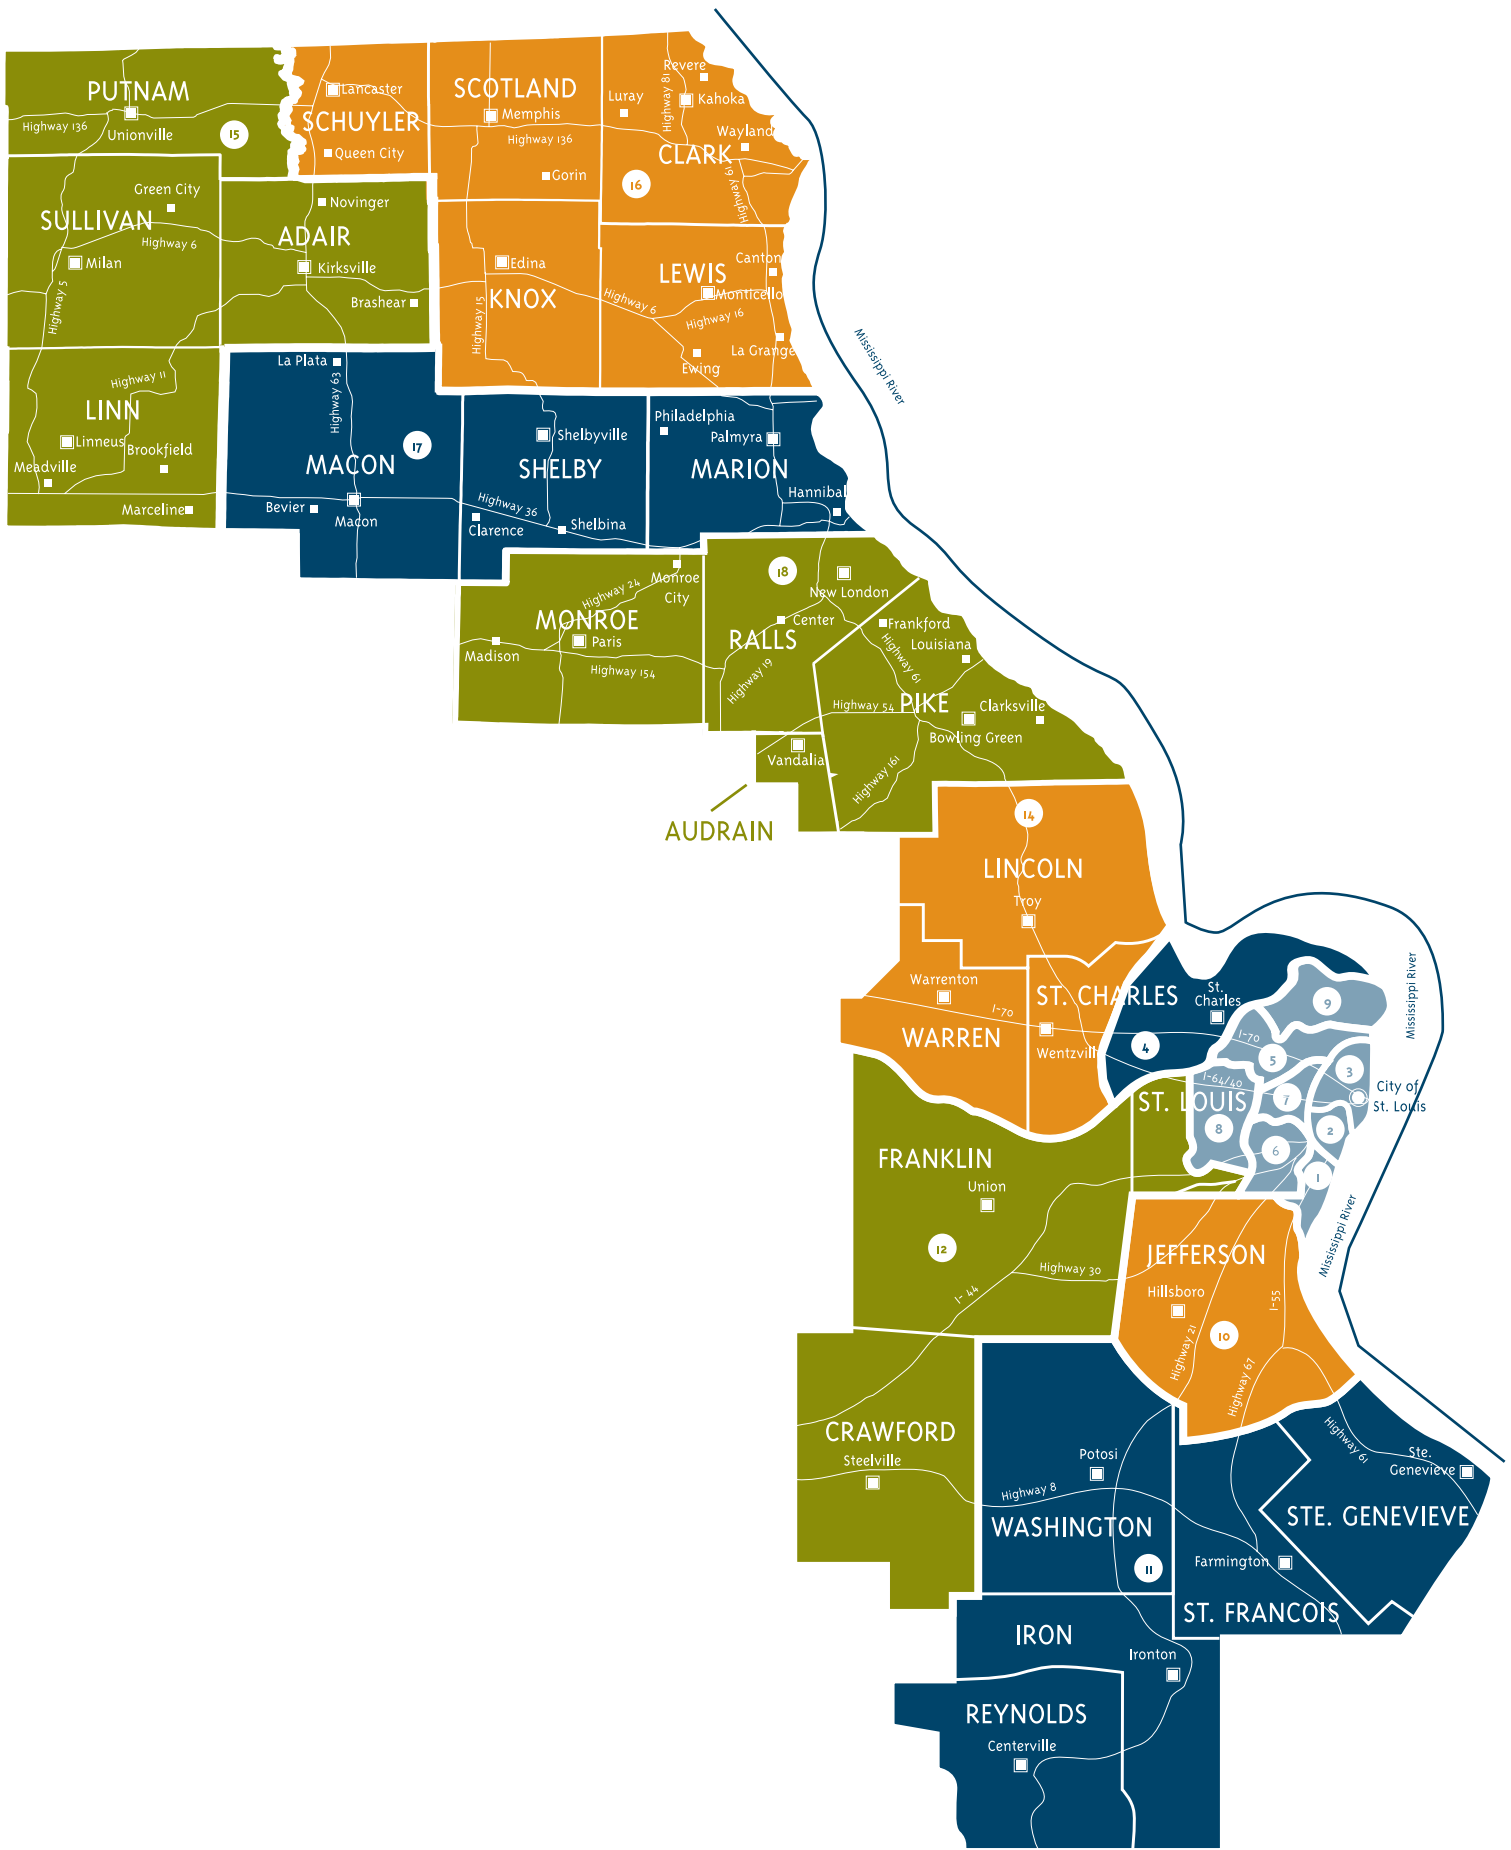 PUTNAM
Highway 136
Unionville
15
Lancaster
SCHUYLER
Queen City
SCOTLAND
Memphis
Highway 136
Gorin
Revere
Luray
Highway 81
Kahoka
Wayland
CLARK
Highway 61
16
Green City
SULLIVAN
Highway 6
Milan
Highway 5
Novinger
ADAIR
Kirksville
Brashear
Edina
KNOX
Highway 15
LEWIS
Canton
Monticello
Highway 6
Highway 16
La Grange
Ewing
Mississippi River
Highway 11
LINN
Linneus
Brookfield
Meadville
Marceline
La Plata
Highway 63
17
MACON
Bevier
Macon
Shelbyville
SHELBY
Highway 36
Clarence
Shelbina
Philadelphia
Palmyra
MARION
Hannibal
Monroe
City
Highway 24
MONROE
Paris
Madison
Highway 154
18
New London
Center
RALLS
Highway 19
Frankford
Louisiana
Highway 61
Highway 54
PIKE
Clarksville
Bowling Green
Highway 161
Vandalia
AUDRAIN
14
LINCOLN
Troy
Warrenton
I-70
WARREN
ST. CHARLES
Wentzville
St.
Charles
4
I-70
I-64/40
9
5
3
7
City of
St. Louis
ST. LOUIS
8
2
6
1
Mississippi River
Mississippi River
FRANKLIN
Union
12
Highway 30
I-44
JEFFERSON
Hillsboro
I-55
10
Highway 21
Highway 67
CRAWFORD
Steelville
Potosi
Highway 8
WASHINGTON
11
Highway 61
Ste.
Genevieve
STE. GENEVIEVE
Farmington
ST. FRANCOIS
IRON
Ironton
REYNOLDS
Centerville